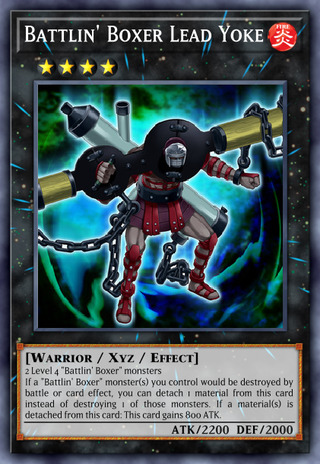 Battlin' Boxer Lead Yoke
FIRE
炎
[Warrior / Xyz / Effect]
2 Level 4 "Battlin' Boxer" monsters
If a "Battlin' Boxer" monster(s) you control would be destroyed by
battle or card effect, you can detach 1 material from this card
instead of destroying 1 of those monsters. If a material(s) is
detached from this card: This card gains 800 ATK.
ATK/2200 DEF/2000